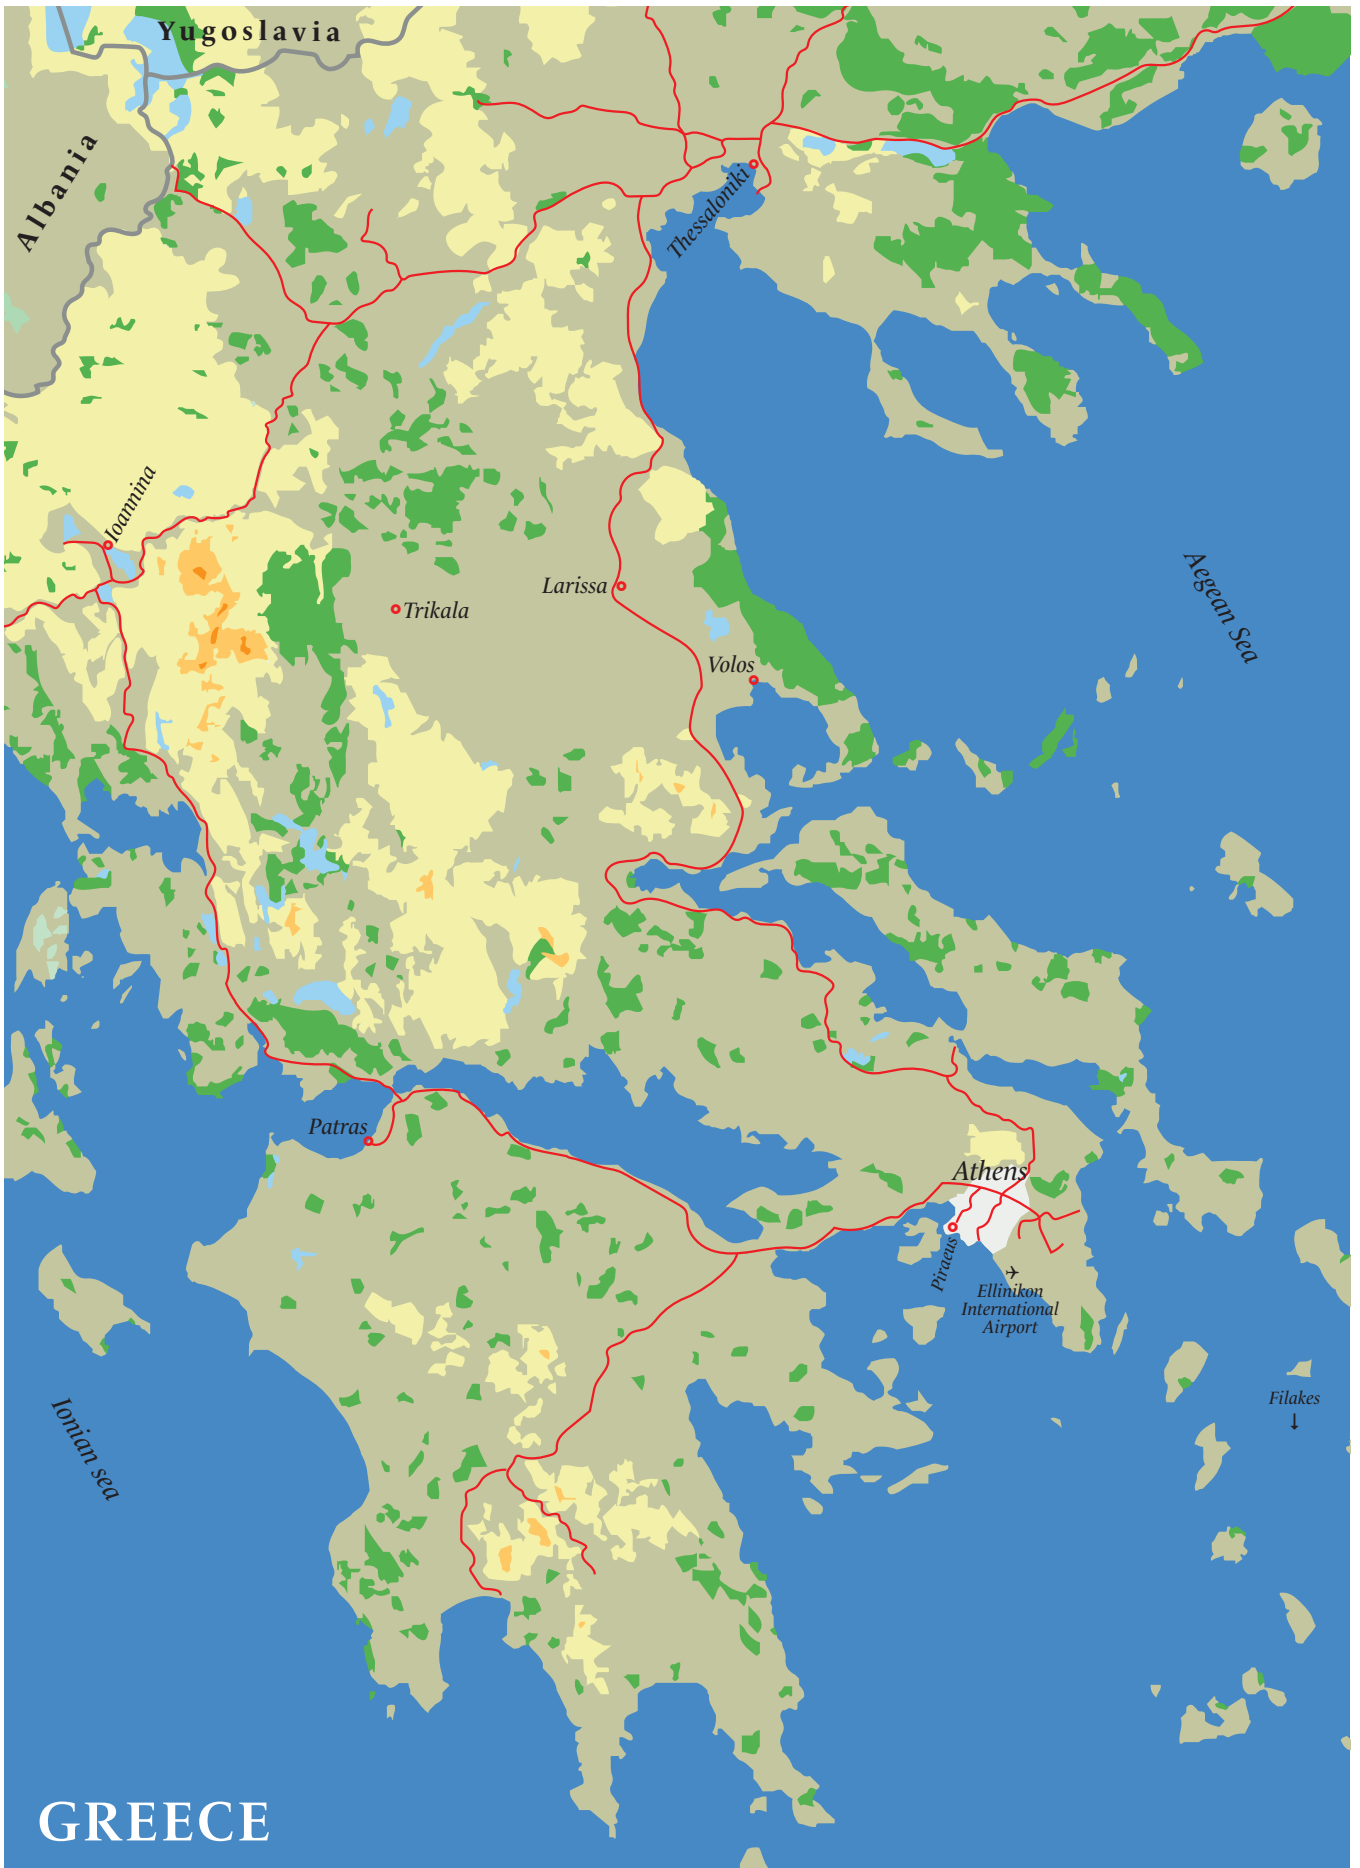 Yugoslavia
Albania
Thessaloniki
Ioannina
Larissa
Trikala
Volos
Aegean Sea
Patras
Athens
Piraeus
Ellinikon
International
Airport
Filakes
Ionian sea
GREECE